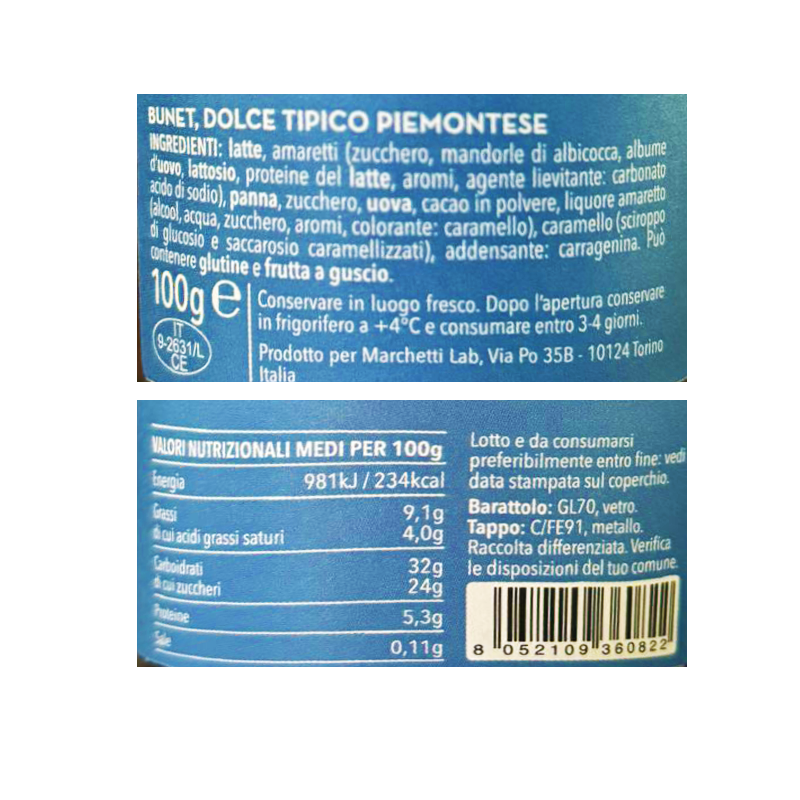 BUNET, DOLCE TIPICO PIEMONTESE
INGREDIENTI: latte, amaretti (zucchero, mandorle di albicocca, albume
d'uovo, lattosio, proteine del latte, aromi, agente lievitante: carbonato
acido di sodio), panna, zucchero, uova, cacao in polvere, liquore amaretto
(alcool, acqua, zucchero, aromi, colorante: caramello), caramello (sciroppo
di glucosio e saccarosio caramellizzati), addensante: carragenina. Può
contenere glutine e frutta a guscio.
100g e
IT
9-2631/L
CE
Conservare in luogo fresco. Dopo l'apertura conservare
in frigorifero a +4°C e consumare entro 3-4 giorni.
Prodotto per Marchetti Lab, Via Po 35B - 10124 Torino
Italia
VALORI NUTRIZIONALI MEDI PER 100g
Energia 981kJ / 234kcal
Grassi 9,1g
di cui acidi grassi saturi 4,0g
Carboidrati 32g
di cui zuccheri 24g
Proteine 5,3g
Sale 0,11g
Lotto e da consumarsi
preferibilmente entro fine: vedi
data stampata sul coperchio.
Barattolo: GL70, vetro.
Tappo: C/FE91, metallo.
Raccolta differenziata. Verifica
le disposizioni del tuo comune.
8 052109 360822